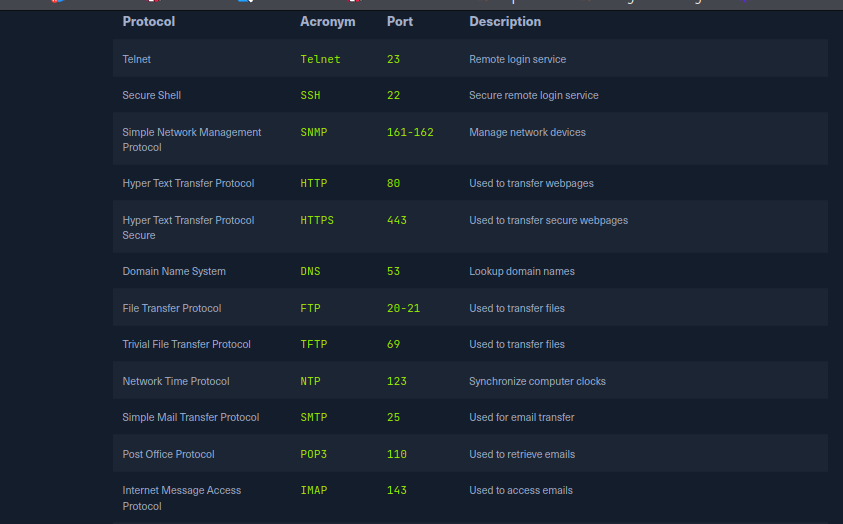 Protocol Acronym Port Description
Telnet Telnet 23 Remote login service
Secure Shell SSH 22 Secure remote login service
Simple Network Management SNMP 161-162 Manage network devices
Protocol
Hyper Text Transfer Protocol HTTP 80 Used to transfer webpages
Hyper Text Transfer Protocol HTTPS 443 Used to transfer secure webpages
Secure
Domain Name System DNS 53 Lookup domain names
File Transfer Protocol FTP 20-21 Used to transfer files
Trivial File Transfer Protocol TFTP 69 Used to transfer files
Network Time Protocol NTP 123 Synchronize computer clocks
Simple Mail Transfer Protocol SMTP 25 Used for email transfer
Post Office Protocol POP3 110 Used to retrieve emails
Internet Message Access IMAP 143 Used to access emails
Protocol